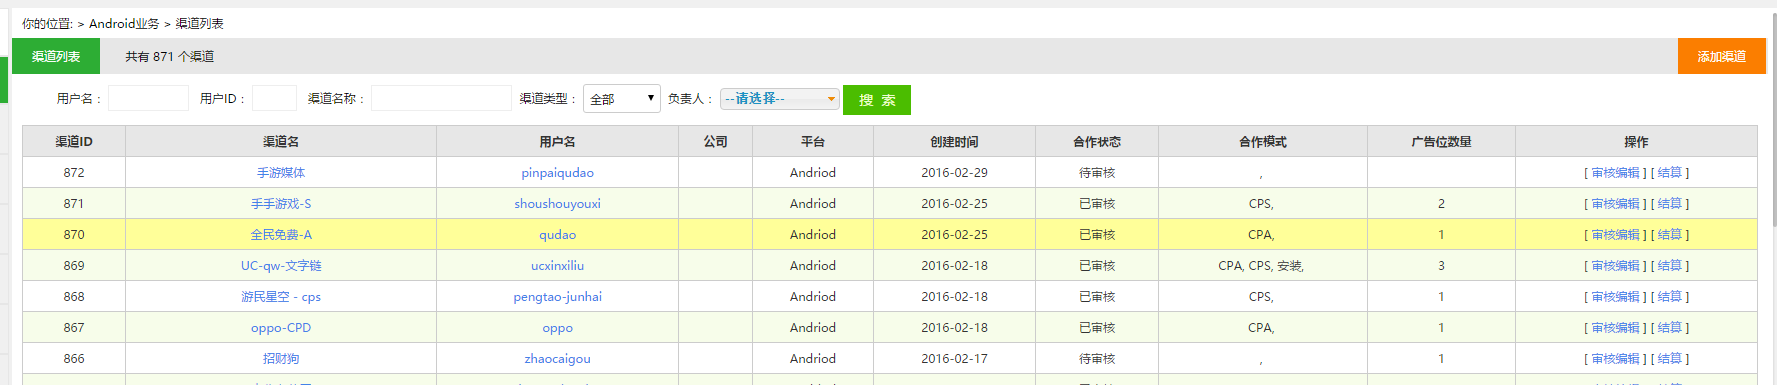 你的位置: > Android业务 > 渠道列表
渠道列表 共有 871 个渠道 添加渠道
用户名： 用户ID： 渠道名称： 渠道类型： 全部 负责人： --请选择-- 搜 索
渠道ID 渠道名 用户名 公司 平台 创建时间 合作状态 合作模式 广告位数量 操作
872 手游媒体 pinpaiqudao Andriod 2016-02-29 待审核 , [ 审核编辑 ] [ 结算 ]
871 手手游戏-S shoushouyouxi Andriod 2016-02-25 已审核 CPS, 2 [ 审核编辑 ] [ 结算 ]
870 全民免费-A qudao Andriod 2016-02-25 已审核 CPA, 1 [ 审核编辑 ] [ 结算 ]
869 UC-qw-文字链 ucxinxiliu Andriod 2016-02-18 已审核 CPA, CPS, 安装, 3 [ 审核编辑 ] [ 结算 ]
868 游民星空 - cps pengtao-junhai Andriod 2016-02-18 已审核 CPS, 1 [ 审核编辑 ] [ 结算 ]
867 oppo-CPD oppo Andriod 2016-02-18 已审核 CPA, 1 [ 审核编辑 ] [ 结算 ]
866 招财狗 zhaocaigou Andriod 2016-02-17 待审核 , 1 [ 审核编辑 ] [ 结算 ]